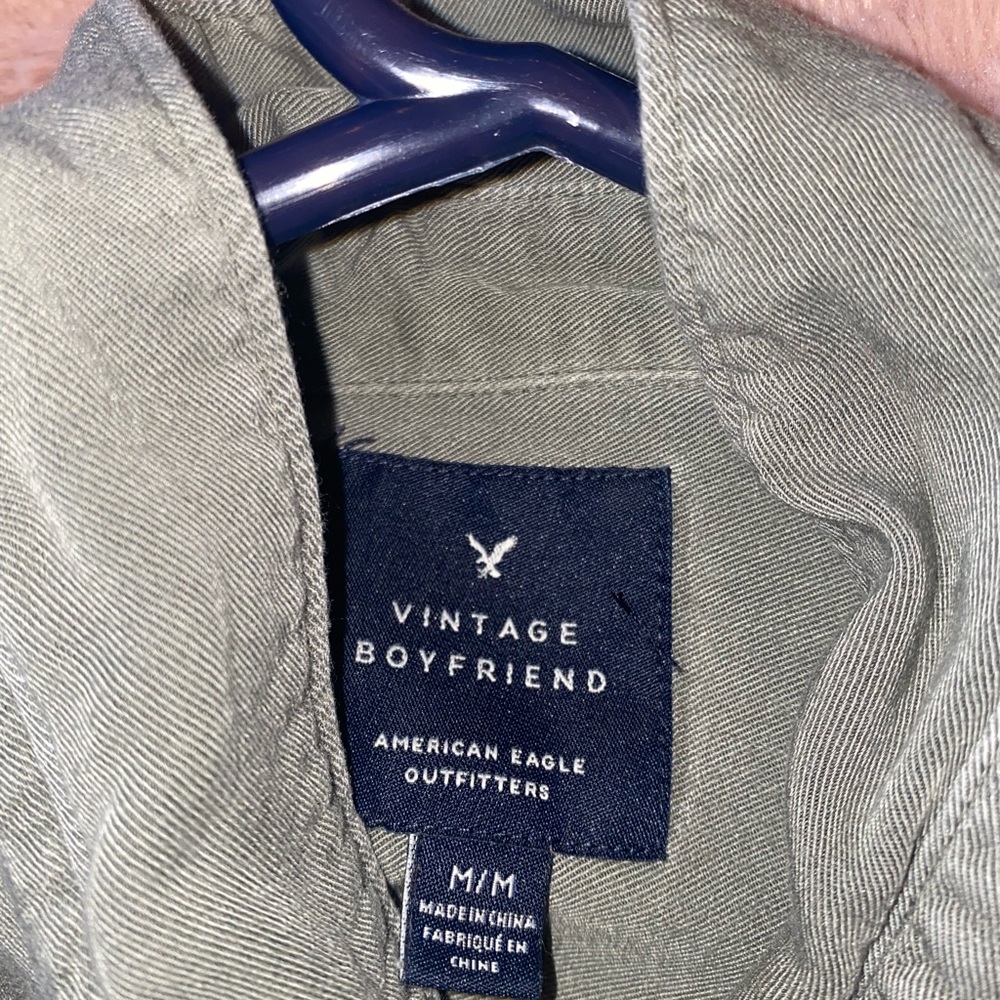 VINTAGE
BOYFRIEND
AMERICAN EAGLE
OUTFITTERS
M/M
MADE IN CHINA
FABRIQUÉ EN
CHINE